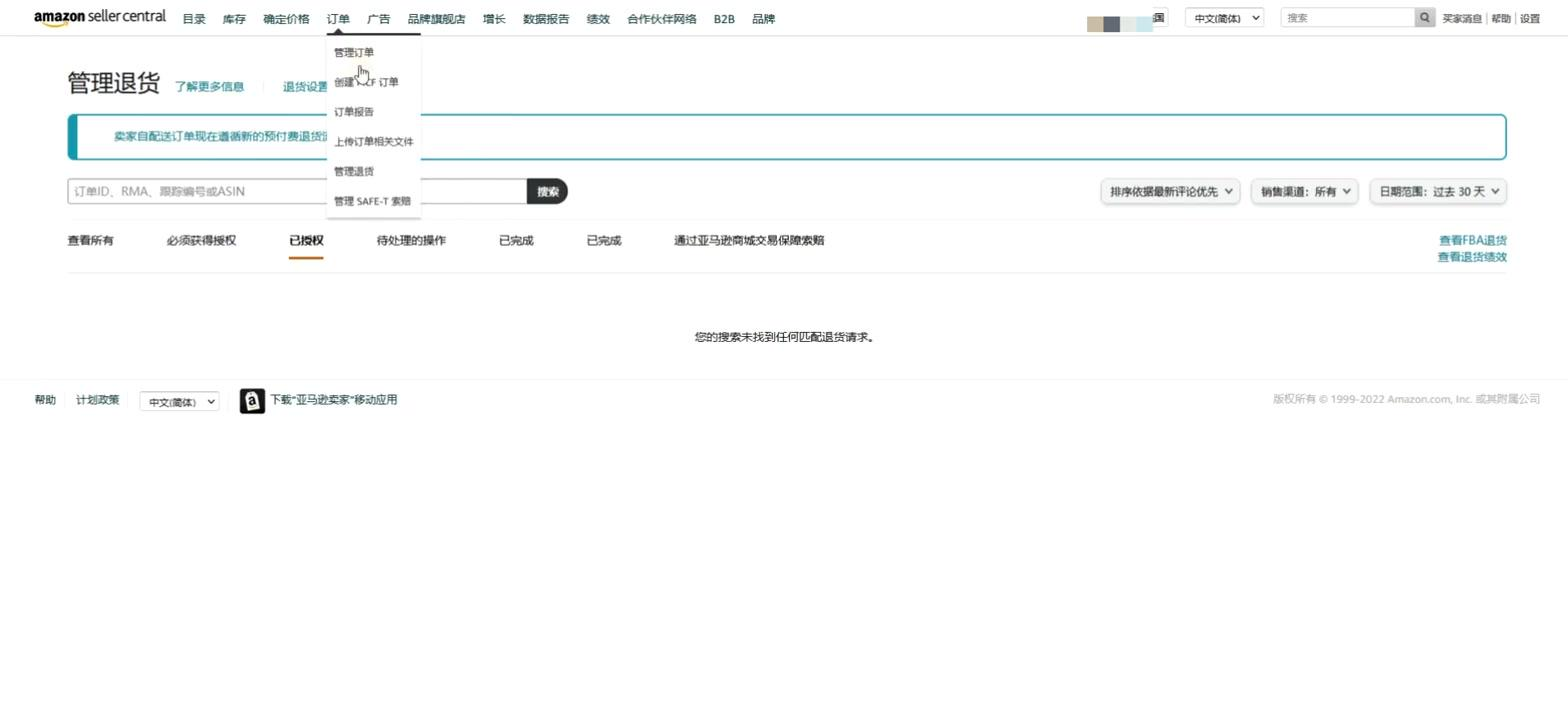 amazon seller central 目录 库存 确定价格 订单 广告 品牌旗舰店 增长 数据报告 绩效 合作伙伴网络 B2B 品牌 国 中文(简体) 搜索 买家消息 帮助 设置
管理订单
创建 CF 订单
订单报告
上传订单相关文件
管理退货
管理 SAFE-T 索赔
管理退货 了解更多信息 退货设置
卖家自配送订单现在遵循新的预付费退货
订单ID、RMA、跟踪编号或ASIN 搜索 排序依据最新评论优先 销售渠道：所有 日期范围：过去 30 天
查看所有 必须获得授权 已授权 待处理的操作 已完成 已完成 通过亚马逊商城交易保障索赔 查看FBA退货
查看退货绩效
您的搜索未找到任何匹配退货请求。
帮助 计划政策 中文(简体) 下载"亚马逊卖家"移动应用 版权所有 © 1999-2022 Amazon.com, Inc. 或其附属公司